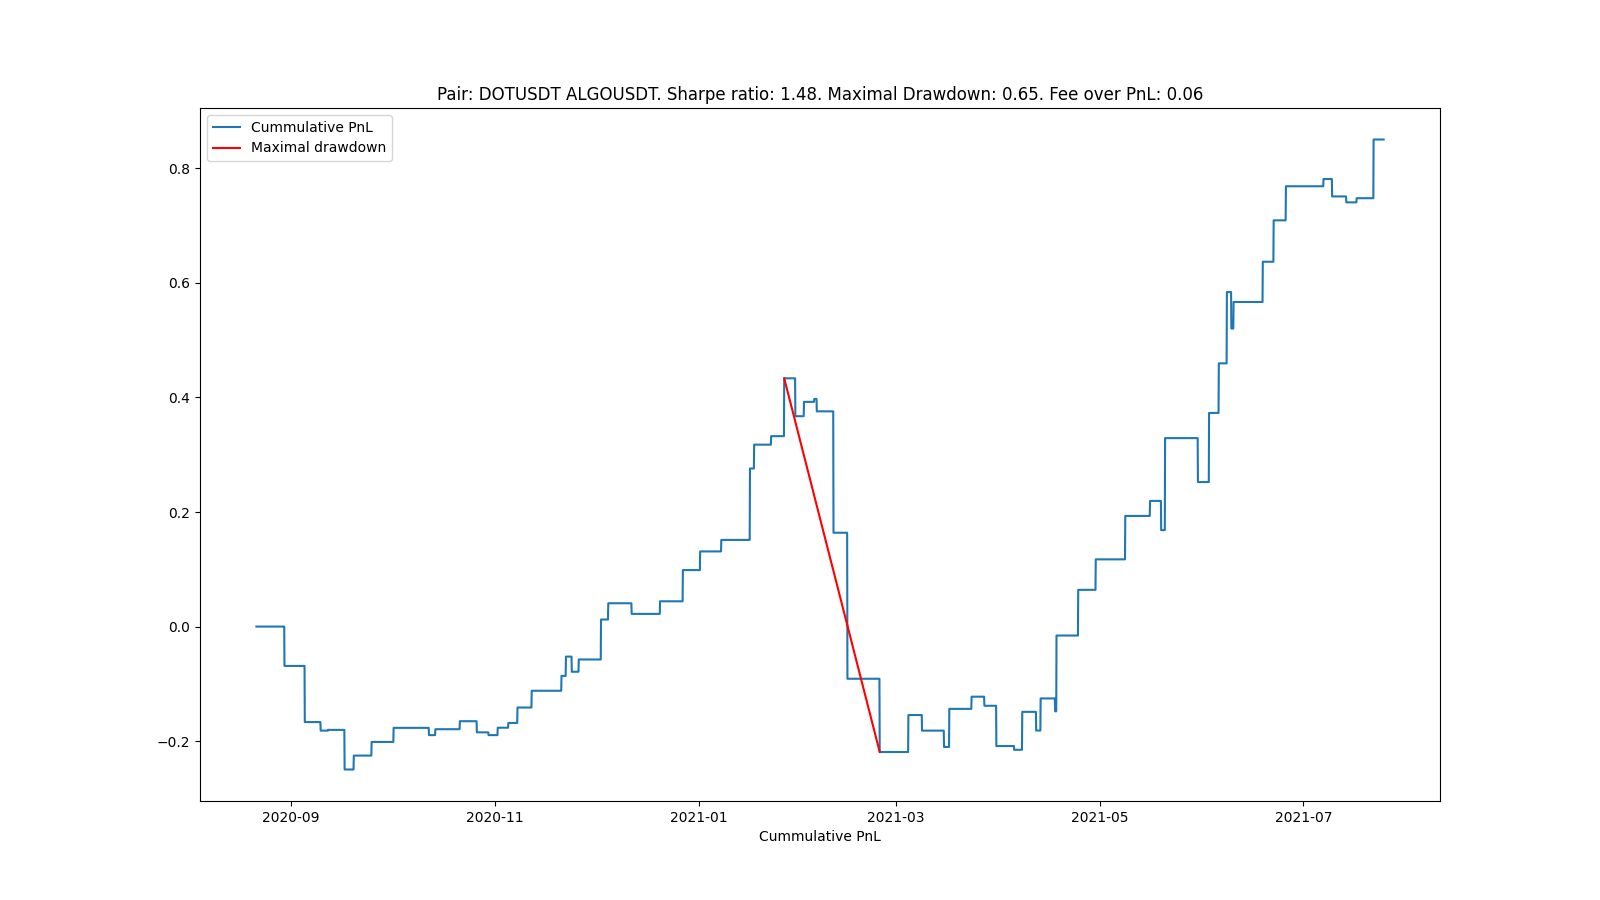 Pair: DOTUSDT ALGOUSDT. Sharpe ratio: 1.48. Maximal Drawdown: 0.65. Fee over PnL: 0.06
Cummulative PnL
Maximal drawdown
0.8
0.6
0.4
0.2
0.0
−0.2
2020-09 2020-11 2021-01 2021-03 2021-05 2021-07
Cummulative PnL